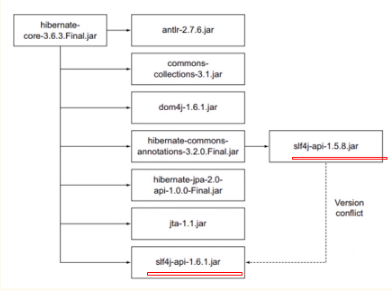 hibernate-
core-3.6.3.Final.jar
antlr-2.7.6.jar
commons-
collections-3.1.jar
dom4j-1.6.1.jar
hibernate-commons-
annotations-3.2.0.Final.jar
slf4j-api-1.5.8.jar
hibernate-jpa-2.0-
api-1.0.0-Final.jar
Version
conflict
jta-1.1.jar
slf4j-api-1.6.1.jar